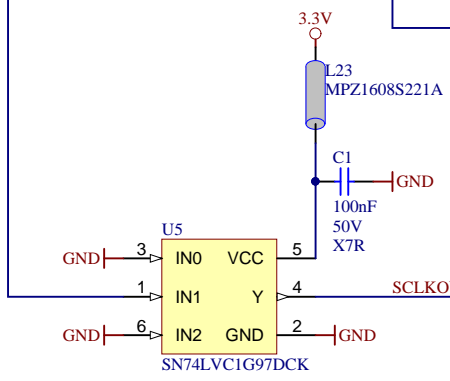 3.3V
L23
MPZ1608S221A
C1
GND
100nF
50V
X7R
U5
GND 3 IN0 VCC 5
1 IN1 Y 4 SCLKO
GND 6 IN2 GND 2 GND
SN74LVC1G97DCK